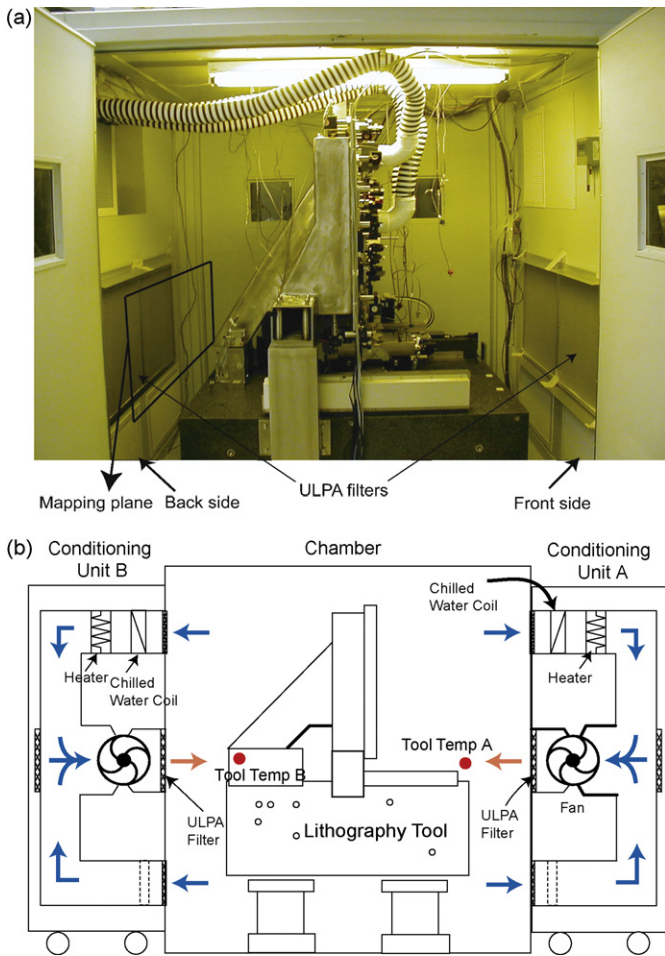 (a)
Mapping plane
Back side
ULPA filters
Front side
(b)
Conditioning
Unit B
Chamber
Conditioning
Unit A
Chilled
Water Coil
Heater
Chilled
Water Coil
Heater
Tool Temp B
Tool Temp A
ULPA
Filter
Lithography Tool
ULPA
Filter
Fan